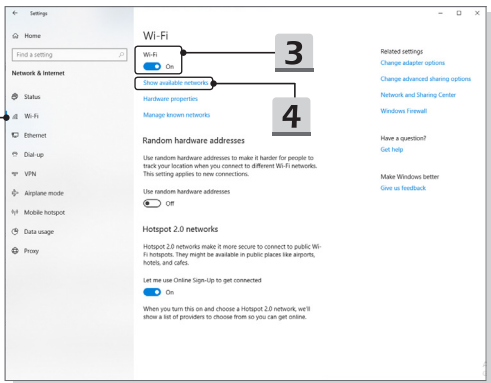 Settings
Home
Find a setting
Network & Internet
Status
Wi-Fi
Ethernet
Dial-up
VPN
Airplane mode
Mobile hotspot
Data usage
Proxy
Wi-Fi
Wi-Fi
On
3
Show available networks
4
Hardware properties
Manage known networks
Random hardware addresses
Use random hardware addresses to make it harder for people to
track your location when you connect to different Wi-Fi networks.
This setting applies to new connections.
Use random hardware addresses
Off
Hotspot 2.0 networks
Hotspot 2.0 networks make it more secure to connect to public Wi-
Fi hotspots. They might be available in public places like airports,
hotels, and cafes.
Let me use Online Sign-Up to get connected
On
When you turn this on and choose a Hotspot 2.0 network, we'll
show a list of providers to choose from so you can get online.
Related settings
Change adapter options
Change advanced sharing options
Network and Sharing Center
Windows Firewall
Have a question?
Get help
Make Windows better
Give us feedback